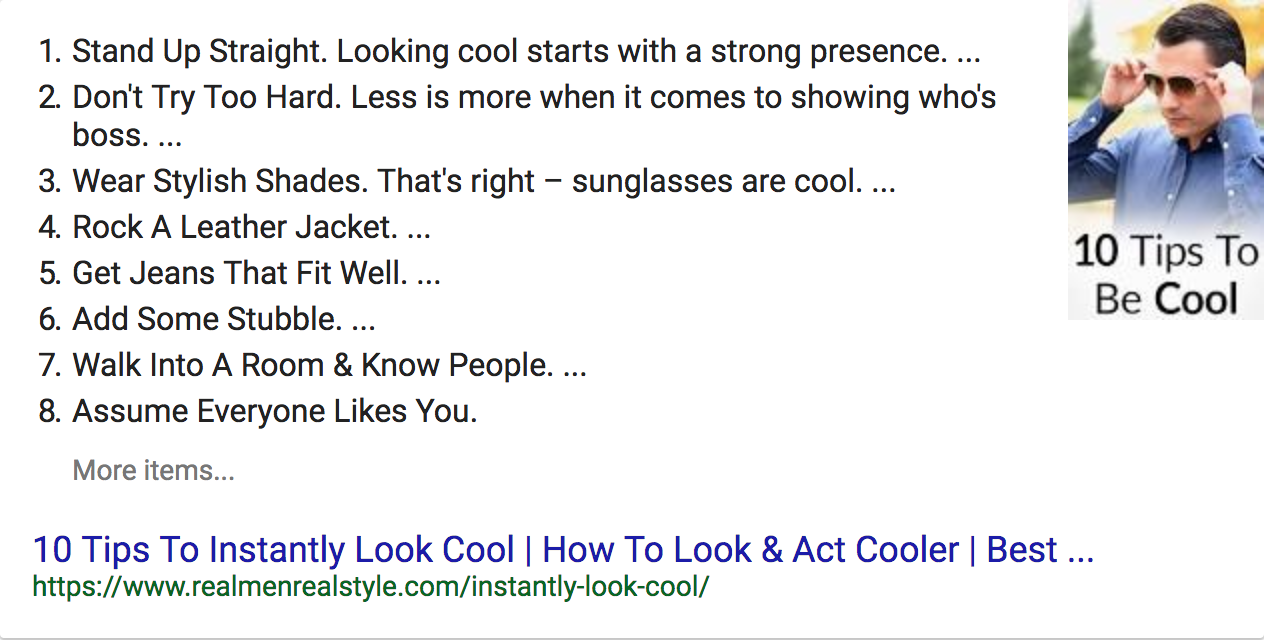 1. Stand Up Straight. Looking cool starts with a strong presence. ...
2. Don't Try Too Hard. Less is more when it comes to showing who's
boss. ...
3. Wear Stylish Shades. That's right – sunglasses are cool. ...
4. Rock A Leather Jacket. ...
5. Get Jeans That Fit Well. ...
6. Add Some Stubble. ...
7. Walk Into A Room & Know People. ...
8. Assume Everyone Likes You.
More items...
10 Tips To
Be Cool
10 Tips To Instantly Look Cool | How To Look & Act Cooler | Best ...
https://www.realmenrealstyle.com/instantly-look-cool/